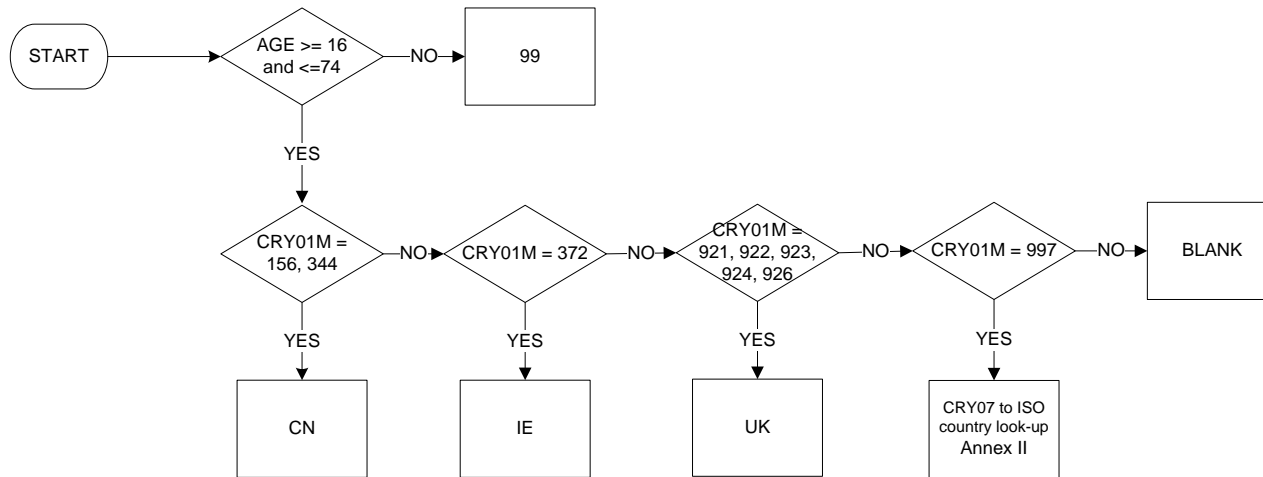 START
AGE >= 16
and <=74
NO
99
YES
CRY01M =
156, 344
NO
CRY01M = 372
NO
CRY01M =
921, 922, 923,
924, 926
NO
CRY01M = 997
NO
BLANK
YES
YES
YES
YES
CN
IE
UK
CRY07 to ISO
country look-up
Annex II